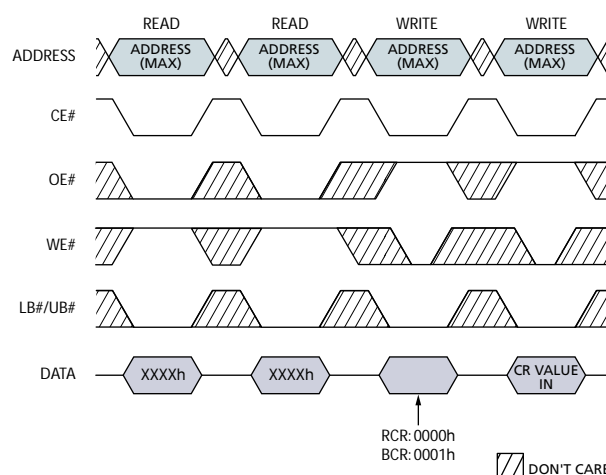 READ READ WRITE WRITE
ADDRESS ADDRESS (MAX) ADDRESS (MAX) ADDRESS (MAX) ADDRESS (MAX)
CE#
OE#
WE#
LB#/UB#
DATA XXXXh XXXXh CR VALUE IN
RCR: 0000h
BCR: 0001h
DON'T CARE